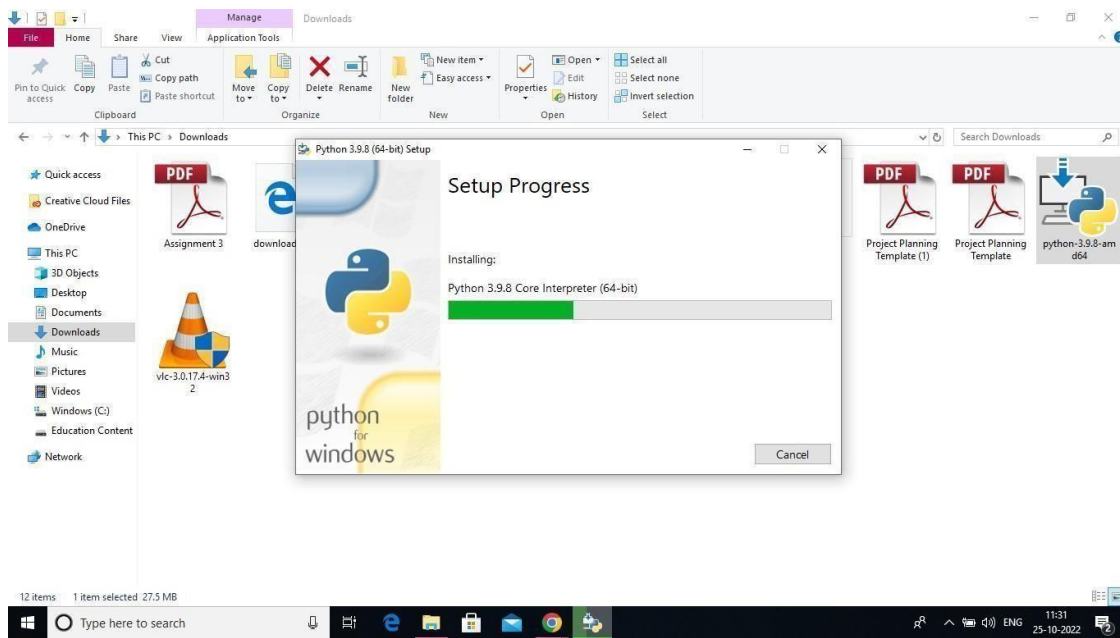 Manage
Downloads
File
Home
Share
View
Application Tools
Pin to Quick access
Copy
Paste
Cut
Copy path
Paste shortcut
Clipboard
Move to
Copy to
Delete
Rename
Organize
New folder
New item
Easy access
New
Properties
Open
Edit
History
Open
Select all
Select none
Invert selection
Select
This PC
Downloads
Search Downloads
Quick access
Creative Cloud Files
OneDrive
This PC
3D Objects
Desktop
Documents
Downloads
Music
Pictures
Videos
Windows (C:)
Education Content
Network
PDF
Assignment 3
download
vlc-3.0.17.4-win3
2
Python 3.9.8 (64-bit) Setup
Setup Progress
Installing:
Python 3.9.8 Core Interpreter (64-bit)
python
for
windows
Cancel
PDF
Project Planning
Template (1)
PDF
Project Planning
Template
python-3.9.8-am
d64
12 items
1 item selected 27.5 MB
Type here to search
ENG
11:31
25-10-2022
2